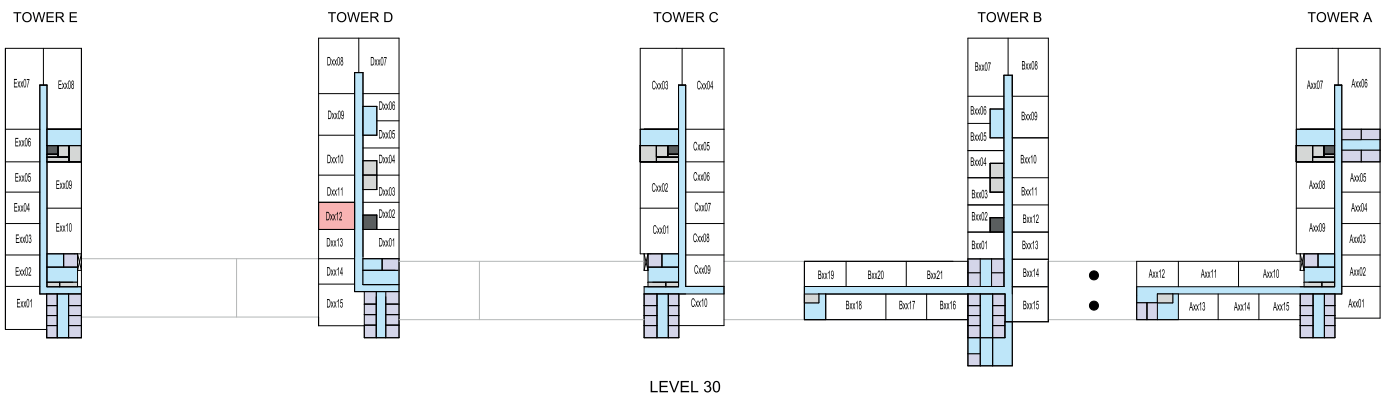 TOWER E
TOWER D
TOWER C
TOWER B
TOWER A
Exx07
Exx08
Exx06
Exx05
Exx09
Exx04
Exx03
Exx10
Exx02
Exx01
Dxx08
Dxx07
Dxx09
Dxx06
Dxx05
Dxx10
Dxx04
Dxx11
Dxx03
Dxx12
Dxx02
Dxx13
Dxx01
Dxx14
Dxx15
Cxx03
Cxx04
Cxx05
Cxx06
Cxx02
Cxx07
Cxx01
Cxx08
Cxx09
Cxx10
Bxx07
Bxx08
Bxx06
Bxx09
Bxx05
Bxx04
Bxx10
Bxx03
Bxx11
Bxx02
Bxx12
Bxx01
Bxx13
Bxx19
Bxx20
Bxx21
Bxx14
Bxx18
Bxx17
Bxx16
Bxx15
Axx07
Axx06
Axx05
Axx08
Axx04
Axx09
Axx03
Axx12
Axx11
Axx10
Axx02
Axx13
Axx14
Axx15
Axx01
LEVEL 30